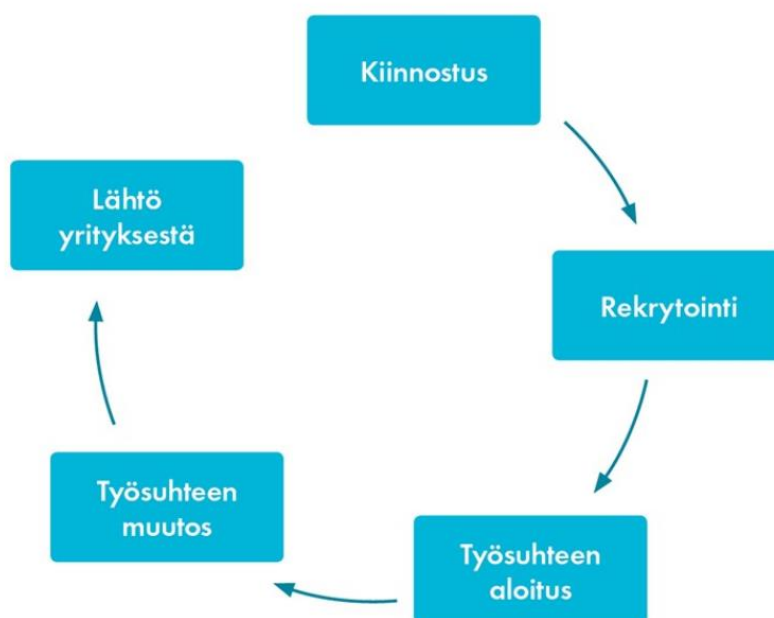 Kiinnostus
Rekrytointi
Työsuhteen
aloitus
Työsuhteen
muutos
Lähtö
yrityksestä